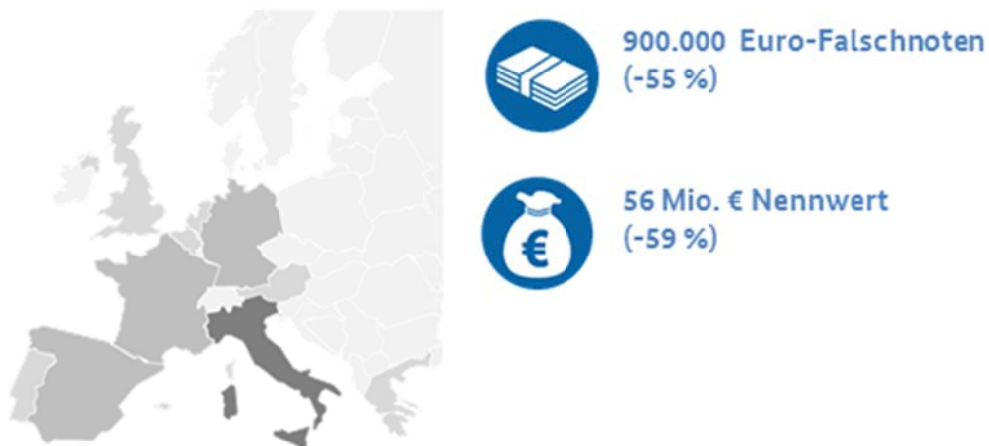 900.000 Euro-Falschnoten
(-55 %)
56 Mio. € Nennwert
(-59 %)
€